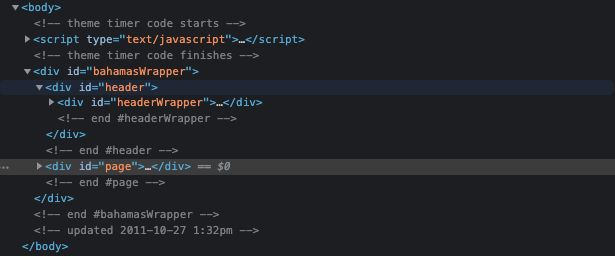 ▼<body>
<!-- theme timer code starts -->
▶<script type="text/javascript">…</script>
<!-- theme timer code finishes -->
▼<div id="bahamasWrapper">
▼<div id="header">
▶<div id="headerWrapper">…</div>
<!-- end #headerWrapper -->
</div>
<!-- end #header -->
…▶<div id="page">…</div> == $0
<!-- end #page -->
</div>
<!-- end #bahamasWrapper -->
<!-- updated 2011-10-27 1:32pm -->
</body>